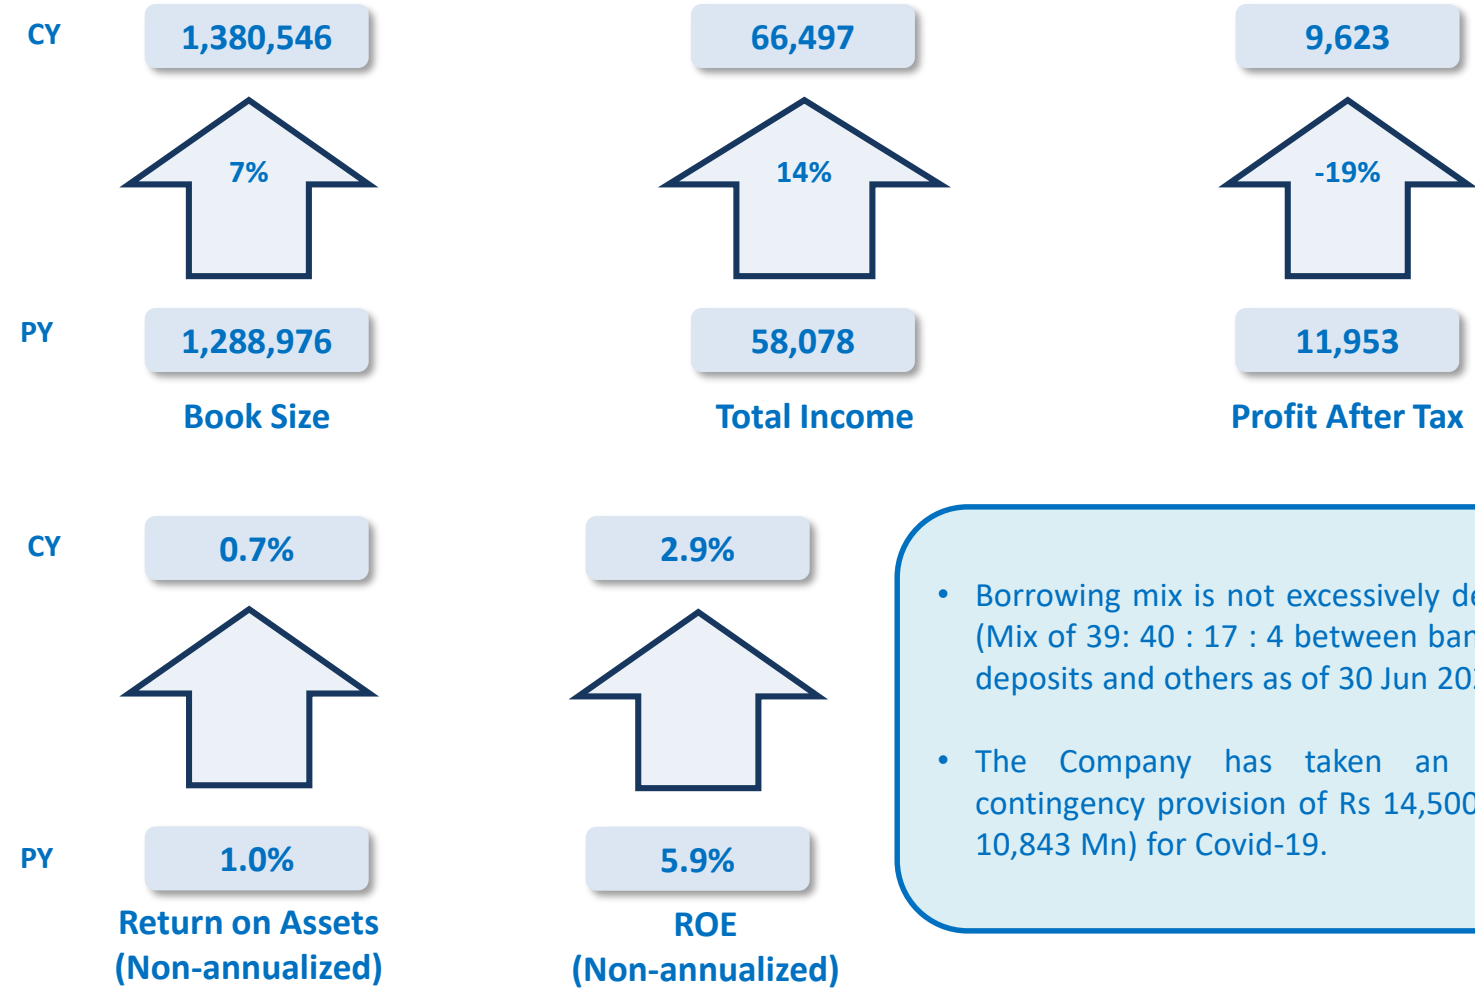 CY 1,380,546 66,497 9,623
7% 14% -19%
PY 1,288,976 58,078 11,953
Book Size Total Income Profit After Tax
CY 0.7% 2.9%
PY 1.0% 5.9%
Return on Assets ROE
(Non-annualized) (Non-annualized)
• Borrowing mix is not excessively
(Mix of 39: 40 : 17 : 4 between
deposits and others as of 30 Jun
• The Company has taken an
contingency provision of Rs 14,500
10,843 Mn) for Covid-19.